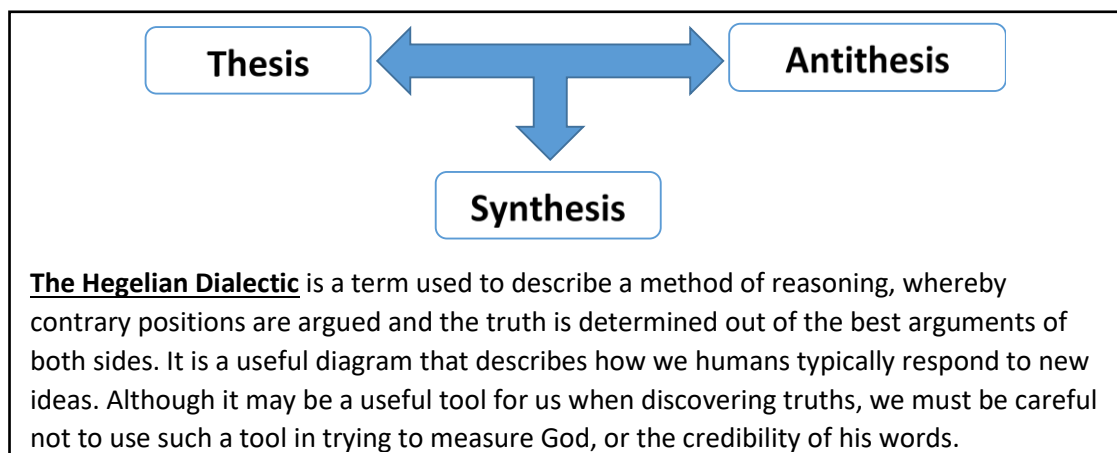 Thesis
Antithesis
Synthesis
The Hegelian Dialectic is a term used to describe a method of reasoning, whereby
contrary positions are argued and the truth is determined out of the best arguments of
both sides. It is a useful diagram that describes how we humans typically respond to new
ideas. Although it may be a useful tool for us when discovering truths, we must be careful
not to use such a tool in trying to measure God, or the credibility of his words.